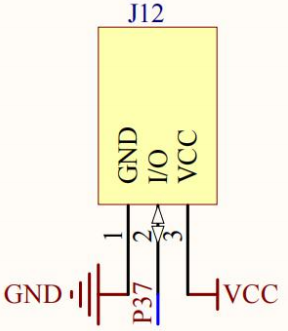 J12
GND
I/O
VCC
1
2
3
GND
P37
VCC